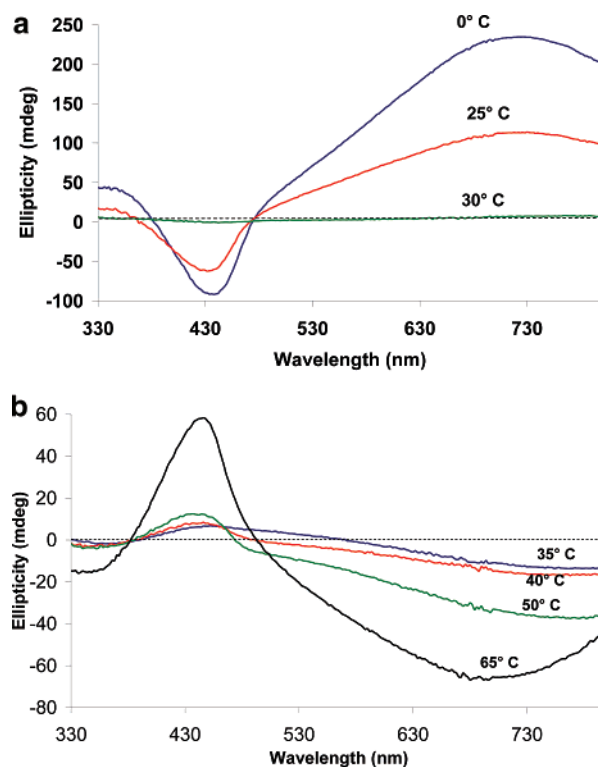 a
250
200
150
100
50
0
-50
-100
Ellipticity (mdeg)
0° C
25° C
30° C
330 430 530 630 730
Wavelength (nm)
b
60
40
20
0
-20
-40
-60
-80
Ellipticity (mdeg)
35° C
40° C
50° C
65° C
330 430 530 630 730
Wavelength (nm)